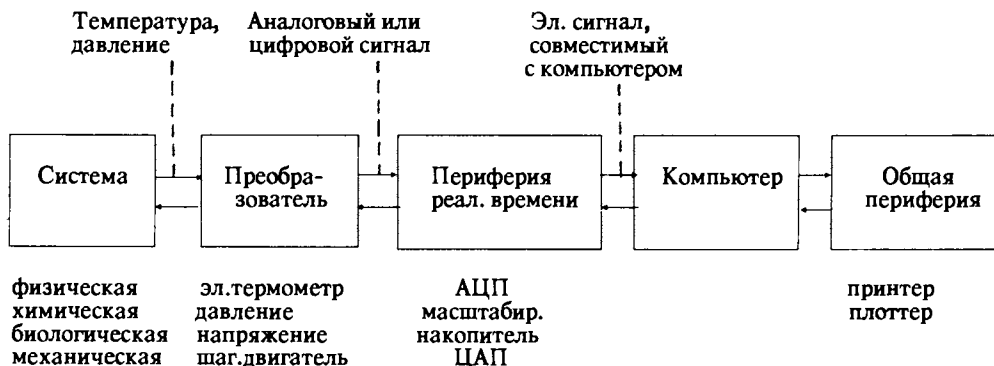 Температура,
давление
Аналоговый или
цифровой сигнал
Эл. сигнал,
совместимый
с компьютером
Система
Преобра-
зователь
Периферия
реал. времени
Компьютер
Общая
периферия
физическая
химическая
биологическая
механическая
эл.термометр
давление
напряжение
шаг.двигатель
АЦП
масштабир.
накопитель
ЦАП
принтер
плоттер